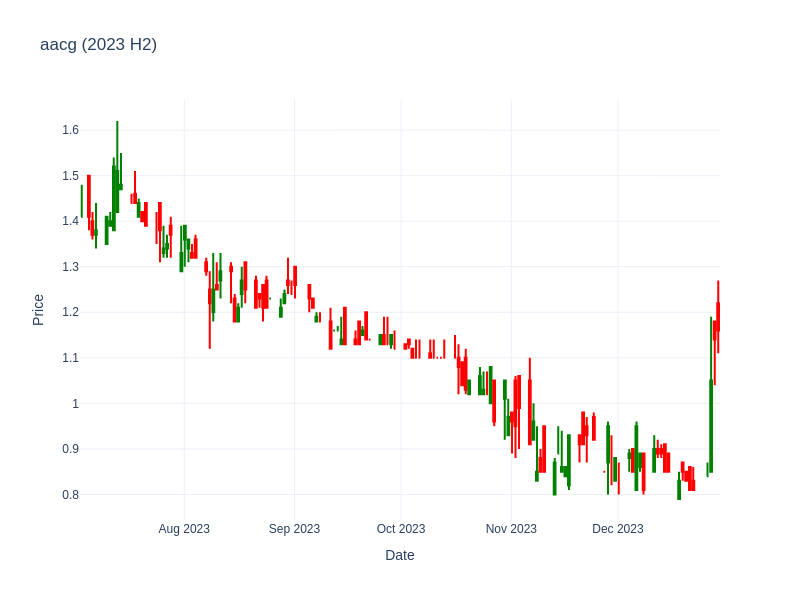 aacg (2023 H2)
1.6
1.5
1.4
1.3
1.2
1.1
1
0.9
0.8
Price
Aug 2023
Sep 2023
Oct 2023
Nov 2023
Dec 2023
Date